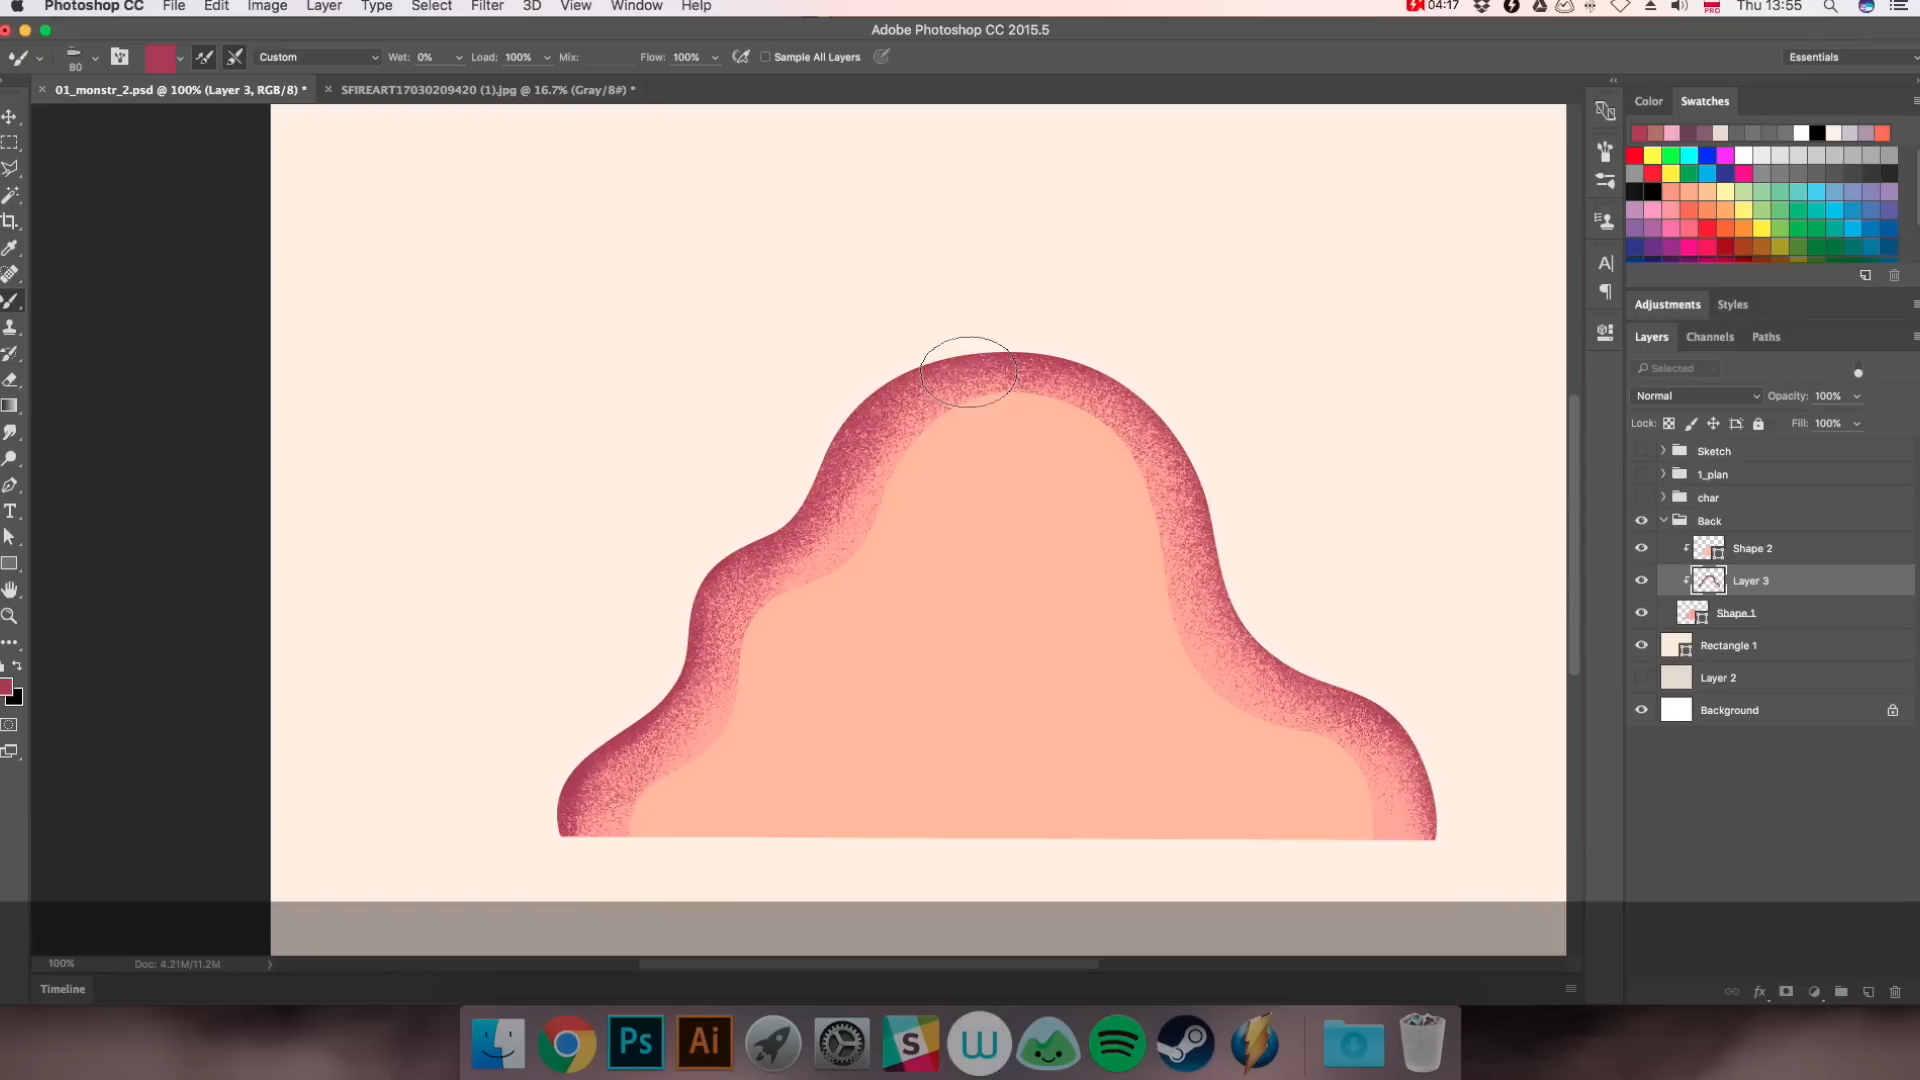 Photoshop CC File Edit Image Layer Type Select Filter 3D View Window Help 04:17 PRO Thu 13:55
Adobe Photoshop CC 2015.5
80 Custom Wet: 0% Load: 100% Mix: Flow: 100% Sample All Layers Essentials
01_monstr_2.psd @ 100% (Layer 3, RGB/8) * SFIREART17030209420 (1).jpg @ 16.7% (Gray/8#) *
Color Swatches
Adjustments Styles
Layers Channels Paths
Selected
Normal Opacity: 100%
Lock: Fill: 100%
Sketch
1_plan
char
Back
Shape 2
Layer 3
Shape 1
Rectangle 1
Layer 2
Background
100% Doc: 4.21M/11.2M
Timeline
fx
Ps Ai S W